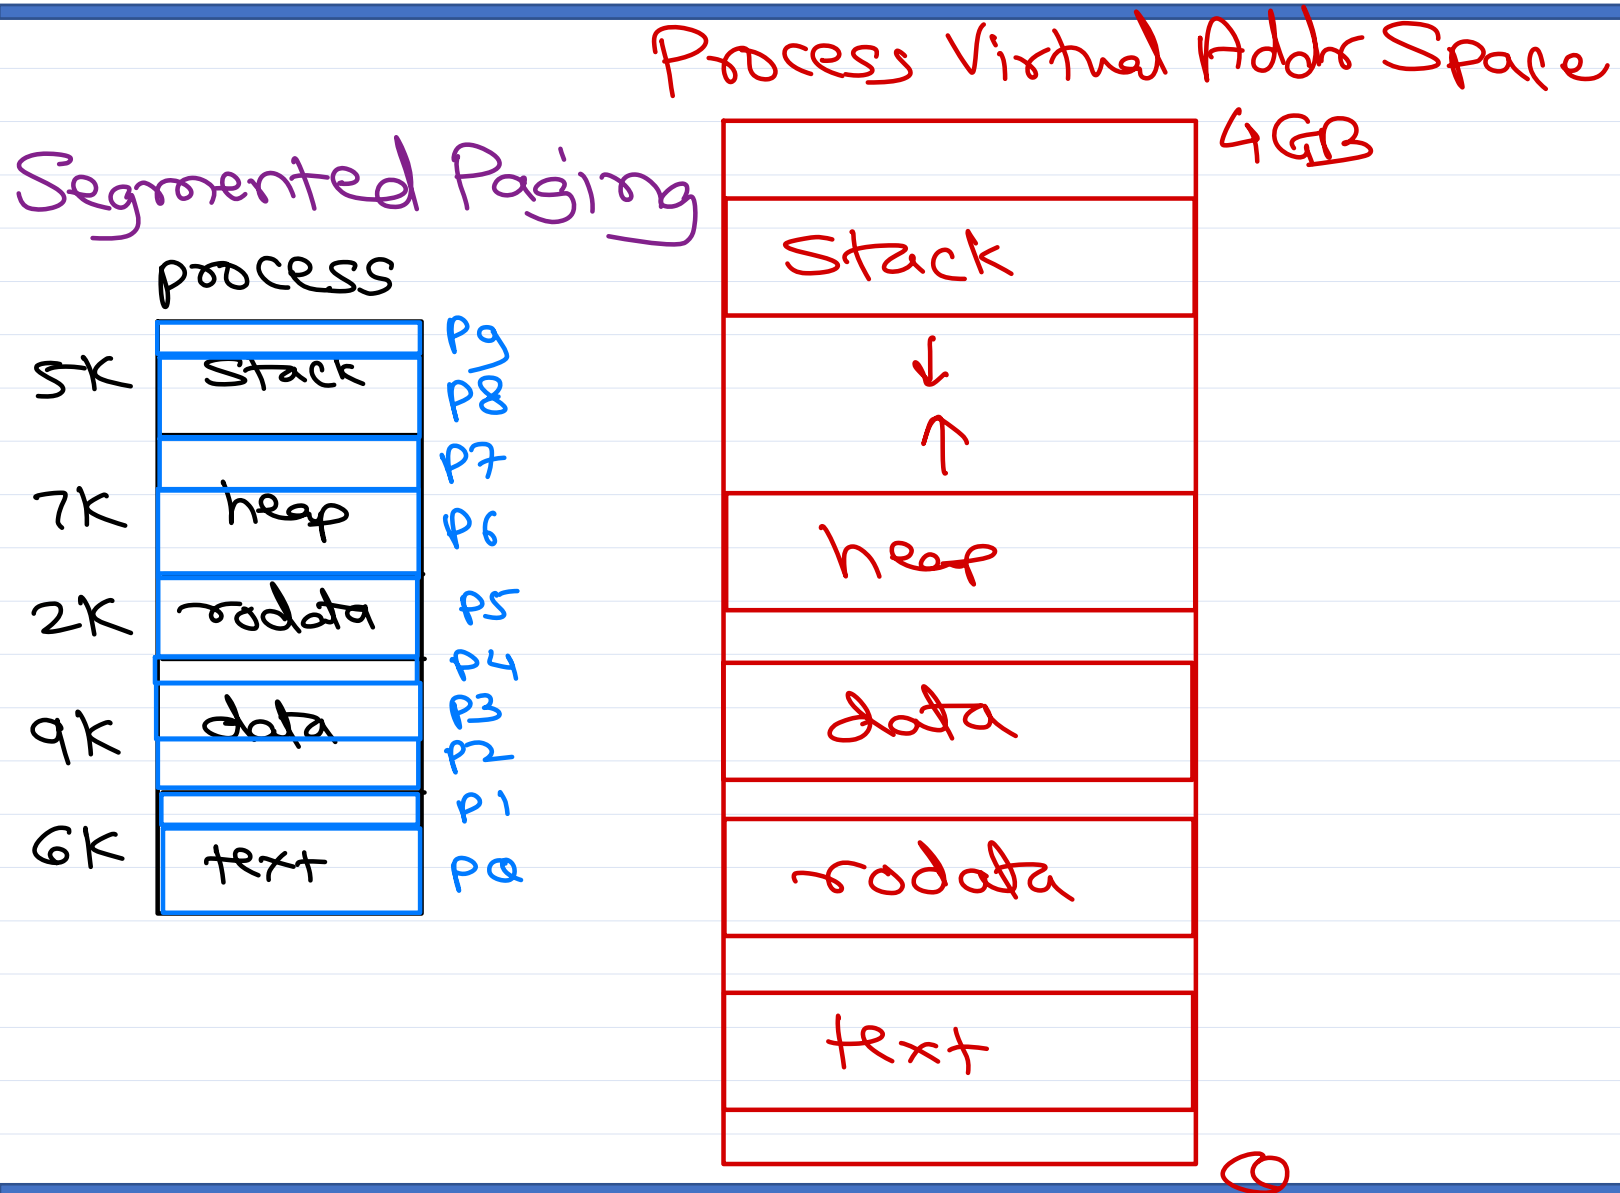 Process Virtual Addr Space
4GB
Segmented Paging
process
5K stack P9
P8
7K heap P7
P6
2K rodata P5
9K data P4
P3
P2
6K text P1
P0
stack
↓
↑
heap
data
rodata
text
0